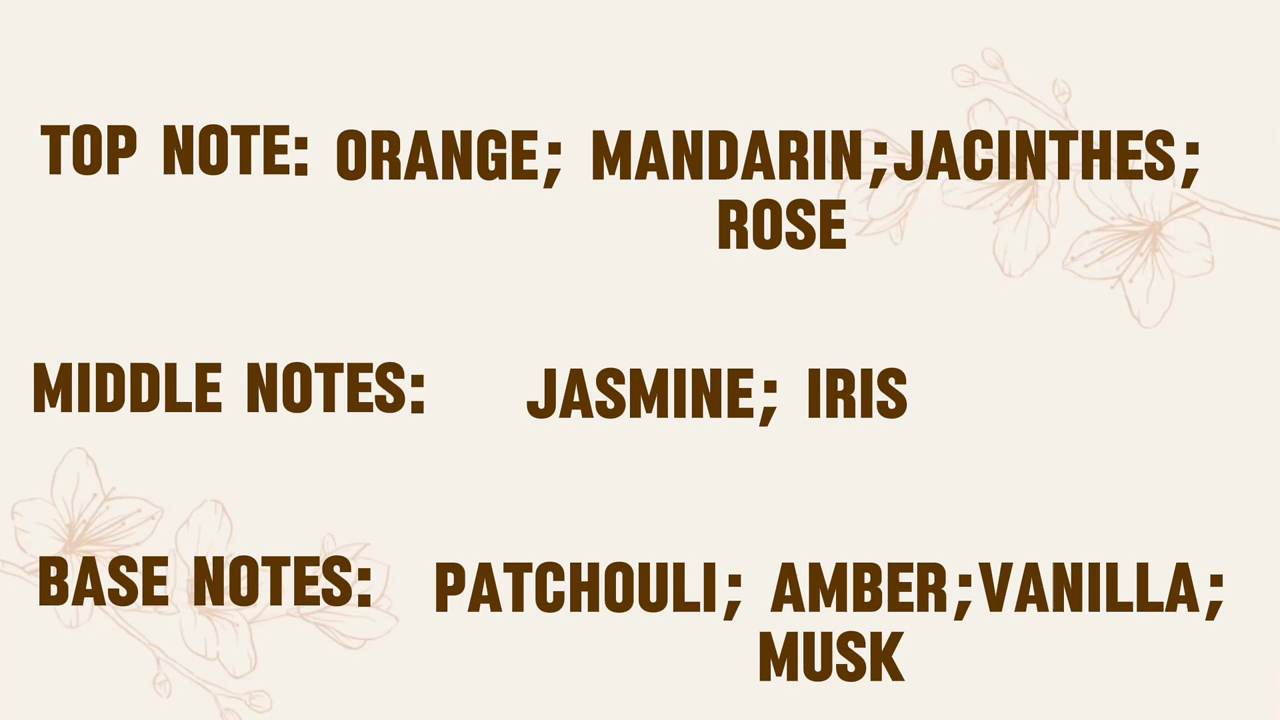 TOP NOTE: ORANGE; MANDARIN;JACINTHES;
ROSE
MIDDLE NOTES: JASMINE; IRIS
BASE NOTES: PATCHOULI; AMBER;VANILLA;
MUSK